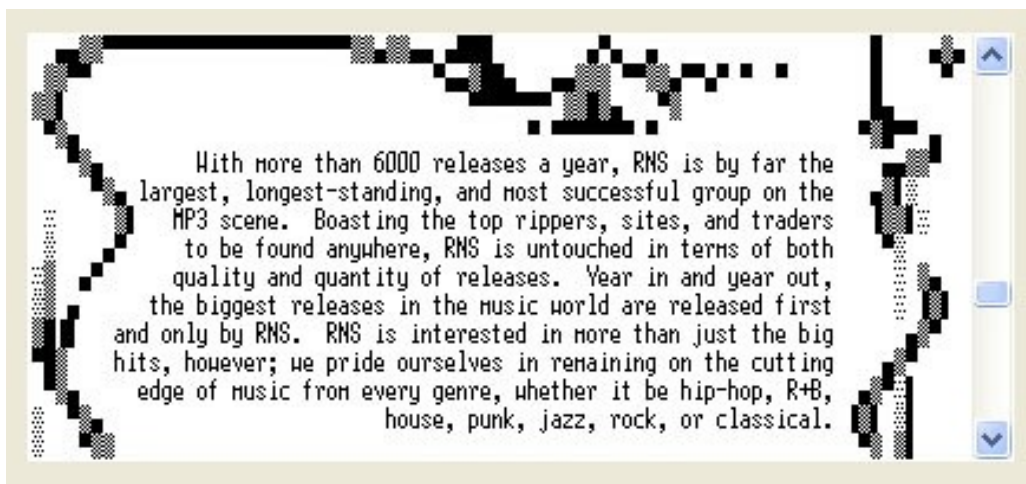 With more than 6000 releases a year, RNS is by far the
largest, longest-standing, and most successful group on the
MP3 scene.  Boasting the top rippers, sites, and traders
to be found anywhere, RNS is untouched in terms of both
quality and quantity of releases.  Year in and year out,
the biggest releases in the music world are released first
and only by RNS.  RNS is interested in more than just the big
hits, however; we pride ourselves in remaining on the cutting
edge of music from every genre, whether it be hip-hop, R+B,
house, punk, jazz, rock, or classical.